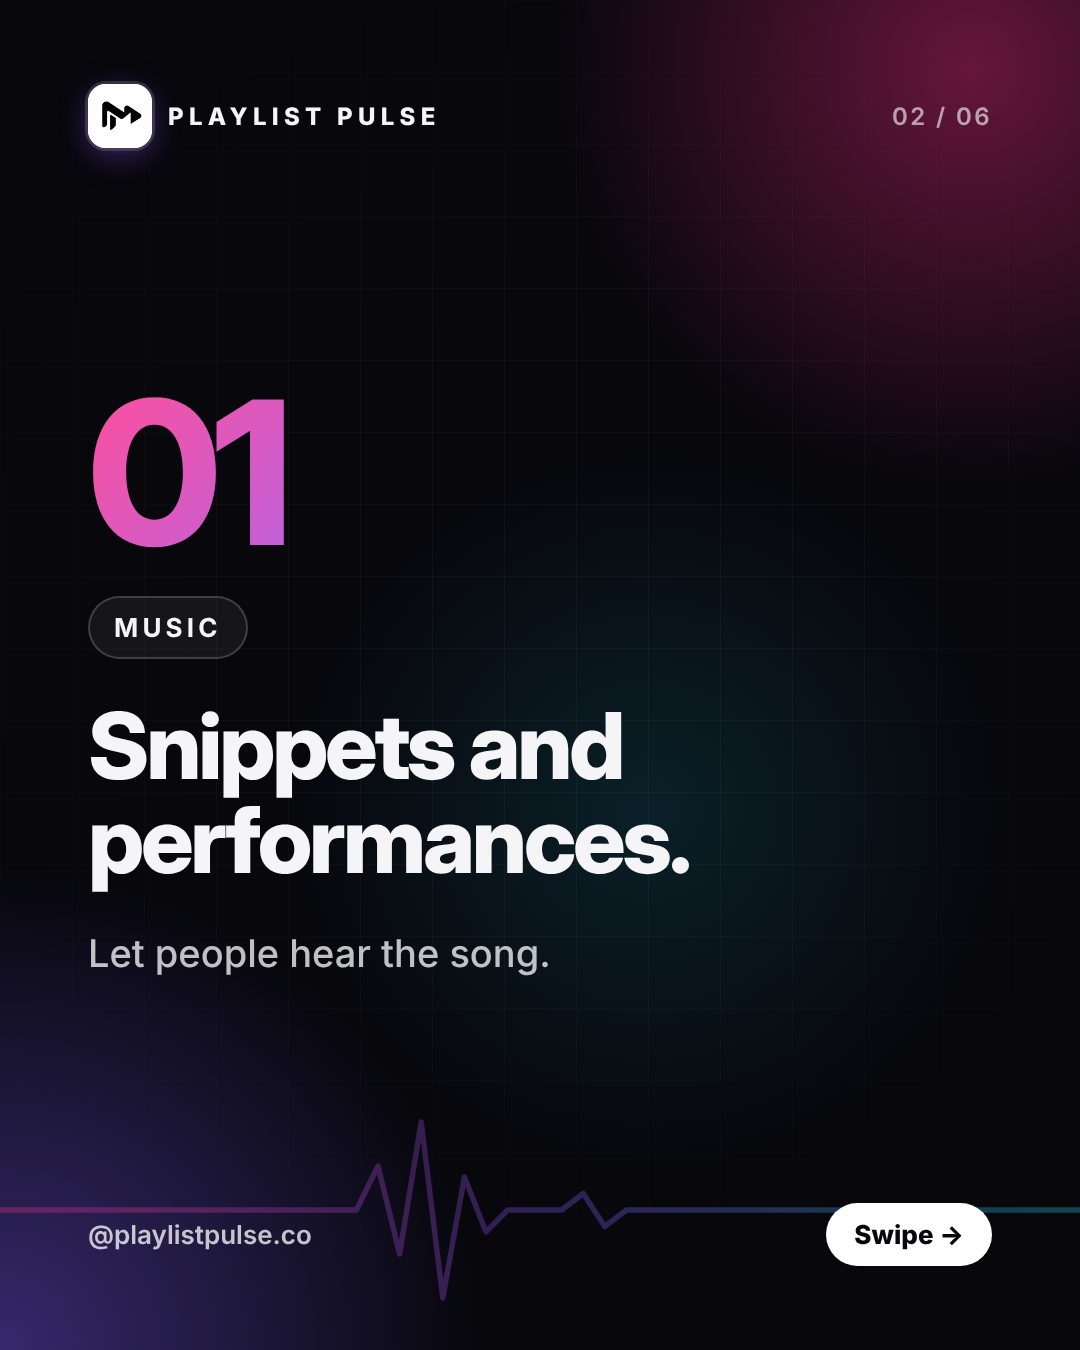 PLAYLIST PULSE
02 / 06
01
MUSIC
Snippets and
performances.
Let people hear the song.
@playlistpulse.co
Swipe →